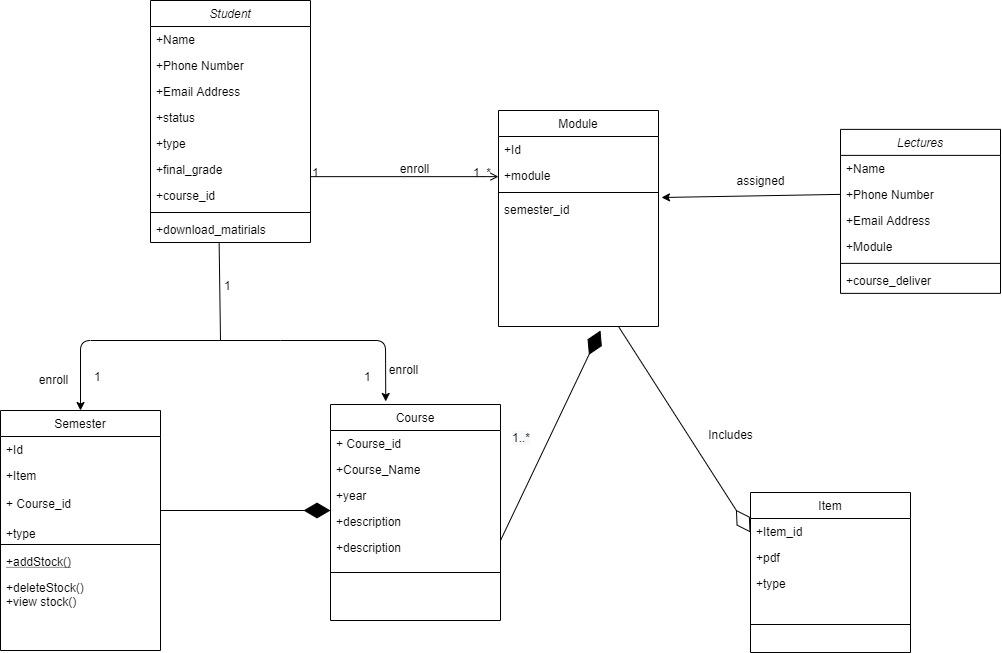 Student
+Name
+Phone Number
+Email Address
+status
+type
+final_grade
+course_id
+download_matirials
1
enroll
1..*
Module
+Id
+module
semester_id
assigned
Lectures
+Name
+Phone Number
+Email Address
+Module
+course_deliver
1
enroll
1
1
enroll
Semester
+Id
+Item
+ Course_id
+type
+addStock()
+deleteStock()
+view stock()
Course
+ Course_id
+Course_Name
+year
+description
+description
1..*
Includes
Item
+Item_id
+pdf
+type